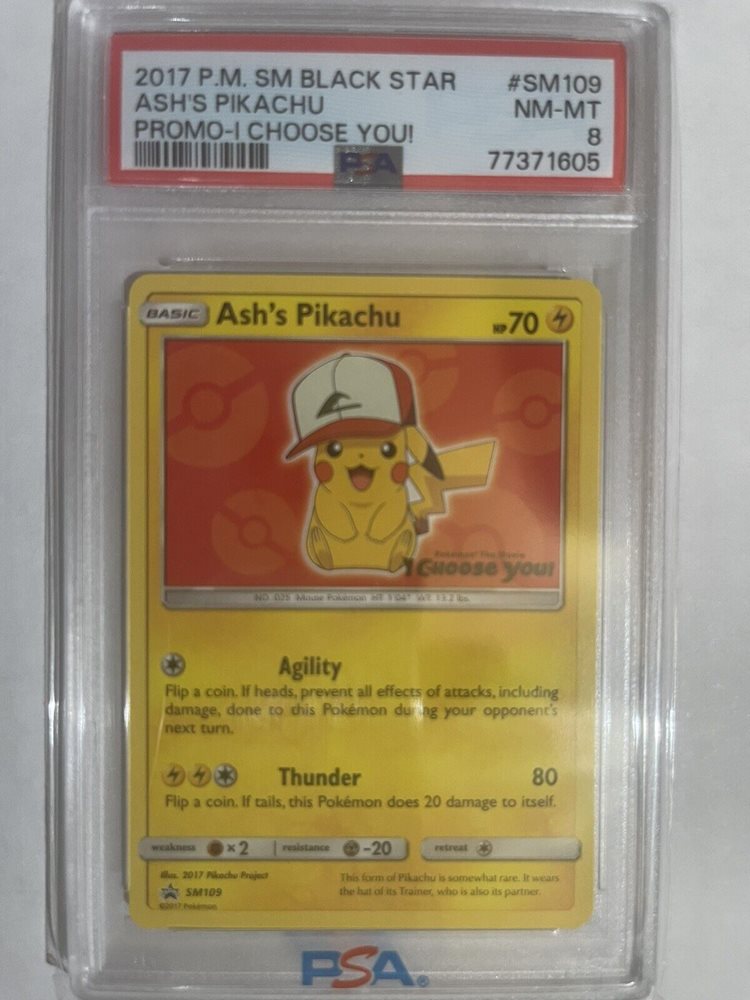 2017 P.M. SM BLACK STAR #SM109
ASH'S PIKACHU NM-MT
PROMO-I CHOOSE YOU! 8
PSA 77371605
BASIC Ash's Pikachu HP 70
Pokémon The Movie
I Choose You!
NO. 025 Mouse Pokémon HT: 1'04" WT: 13.2 lbs.
Agility
Flip a coin. If heads, prevent all effects of attacks, including
damage, done to this Pokémon during your opponent's
next turn.
Thunder 80
Flip a coin. If tails, this Pokémon does 20 damage to itself.
weakness ×2 resistance -20 retreat
Illus. 2017 Pikachu Project
SM109
©2017 Pokémon
This form of Pikachu is somewhat rare. It wears
the hat of its Trainer, who is also its partner.
PSA®